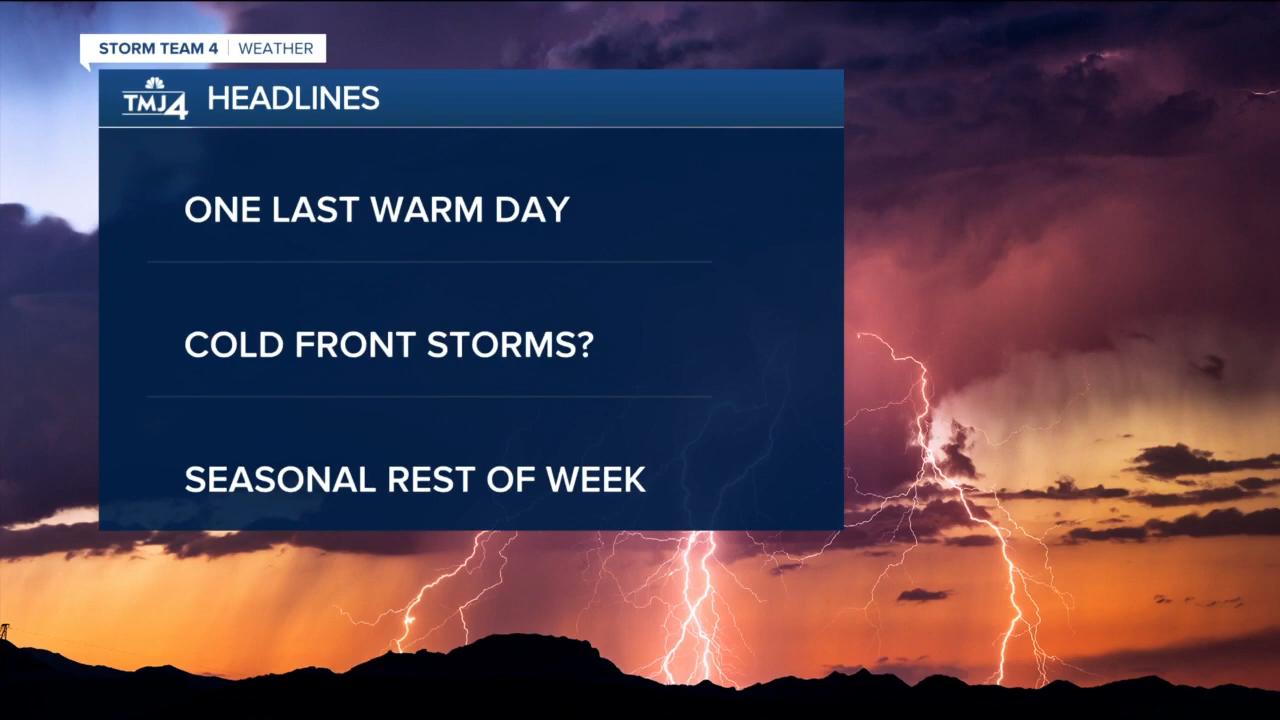 STORM TEAM 4 | WEATHER
TMJ4 HEADLINES
ONE LAST WARM DAY
COLD FRONT STORMS?
SEASONAL REST OF WEEK